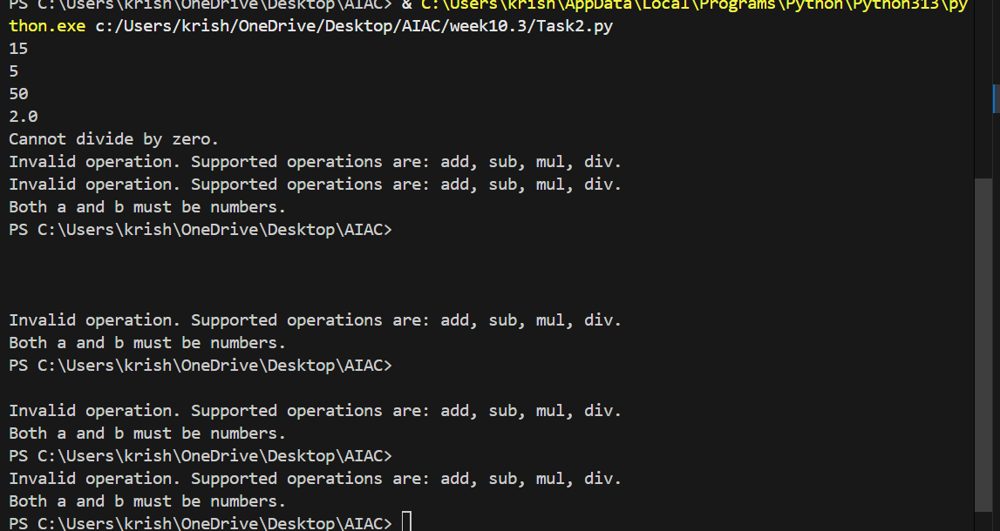 PS C:\Users\krish\OneDrive\Desktop\AIAC> & C:\Users\krish\AppData\Local\Programs\Python\Python313\py
thon.exe c:/Users/krish/OneDrive/Desktop/AIAC/week10.3/Task2.py
15
5
50
2.0
Cannot divide by zero.
Invalid operation. Supported operations are: add, sub, mul, div.
Invalid operation. Supported operations are: add, sub, mul, div.
Both a and b must be numbers.
PS C:\Users\krish\OneDrive\Desktop\AIAC>
Invalid operation. Supported operations are: add, sub, mul, div.
Both a and b must be numbers.
PS C:\Users\krish\OneDrive\Desktop\AIAC>
Invalid operation. Supported operations are: add, sub, mul, div.
Both a and b must be numbers.
PS C:\Users\krish\OneDrive\Desktop\AIAC>
Invalid operation. Supported operations are: add, sub, mul, div.
Both a and b must be numbers.
PS C:\Users\krish\OneDrive\Desktop\AIAC>